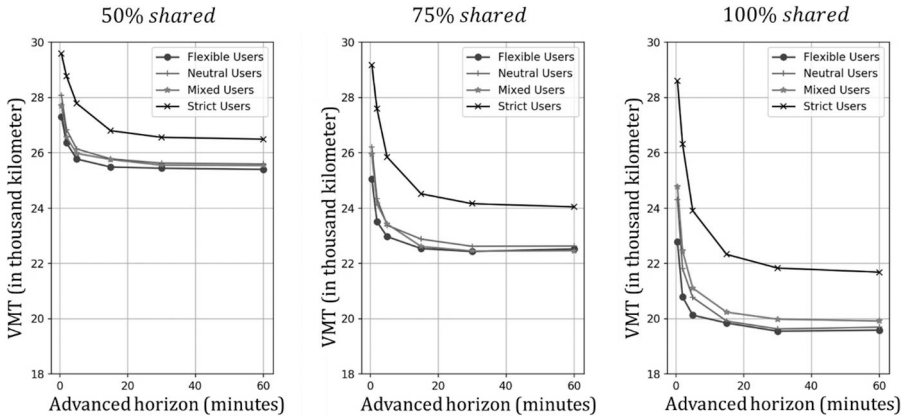 50% shared
VMT (in thousand kilometer)
30
28
26
24
22
20
18
Flexible Users
Neutral Users
Mixed Users
Strict Users
0 20 40 60
Advanced horizon (minutes)
75% shared
VMT (in thousand kilometer)
30
28
26
24
22
20
18
Flexible Users
Neutral Users
Mixed Users
Strict Users
0 20 40 60
Advanced horizon (minutes)
100% shared
VMT (in thousand kilometer)
30
28
26
24
22
20
18
Flexible Users
Neutral Users
Mixed Users
Strict Users
0 20 40 60
Advanced horizon (minutes)